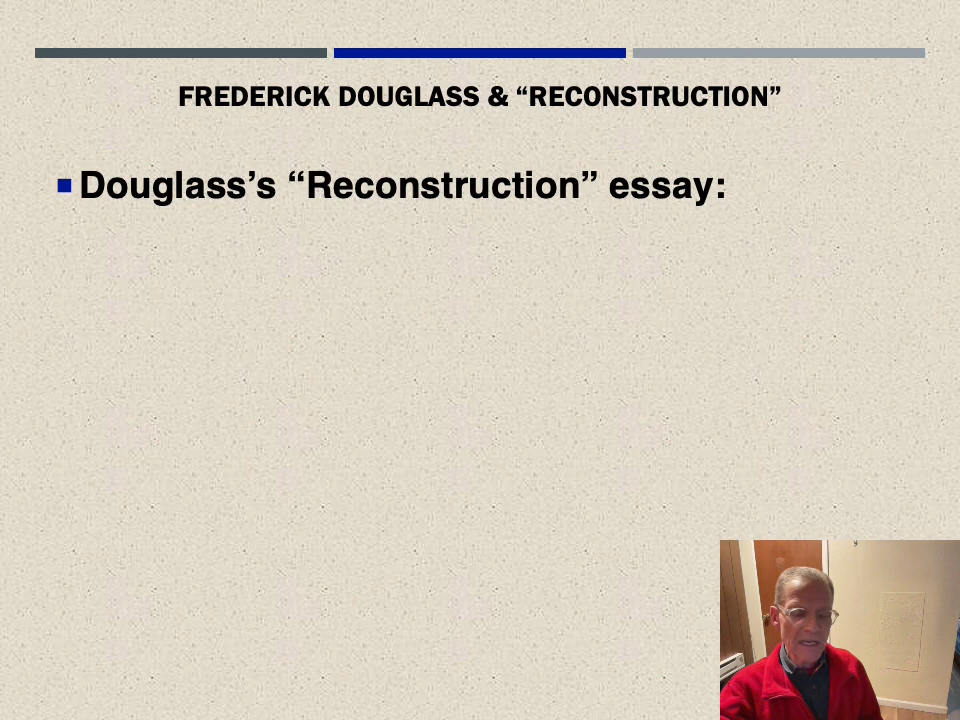 FREDERICK DOUGLASS & “RECONSTRUCTION”
Douglass’s “Reconstruction” essay: